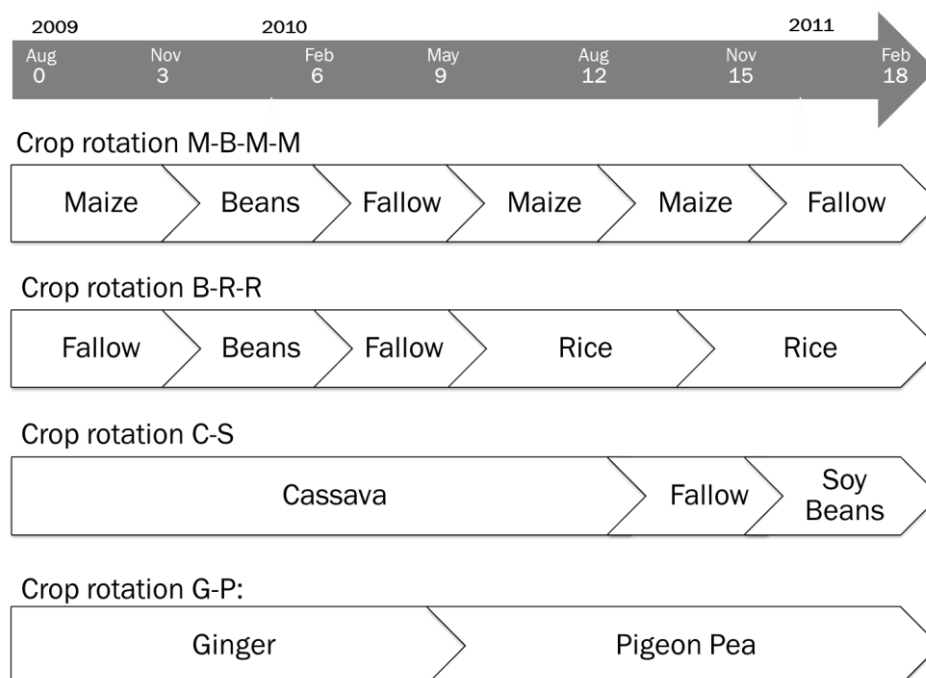 2009 2010 2011
Aug Nov Feb May Aug Nov Feb
0 3 6 9 12 15 18
Crop rotation M-B-M-M
Maize Beans Fallow Maize Maize Fallow
Crop rotation B-R-R
Fallow Beans Fallow Rice Rice
Crop rotation C-S
Cassava Fallow Soy
Beans
Crop rotation G-P:
Ginger Pigeon Pea